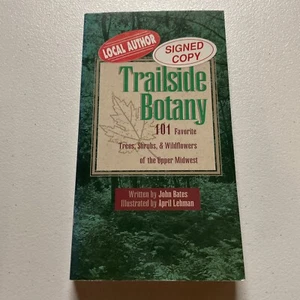 LOCAL AUTHOR
SIGNED
COPY
Trailside
Botany
101 Favorite
Trees, Shrubs, & Wildflowers
of the Upper Midwest
Written by John Bates
Illustrated by April Lehman